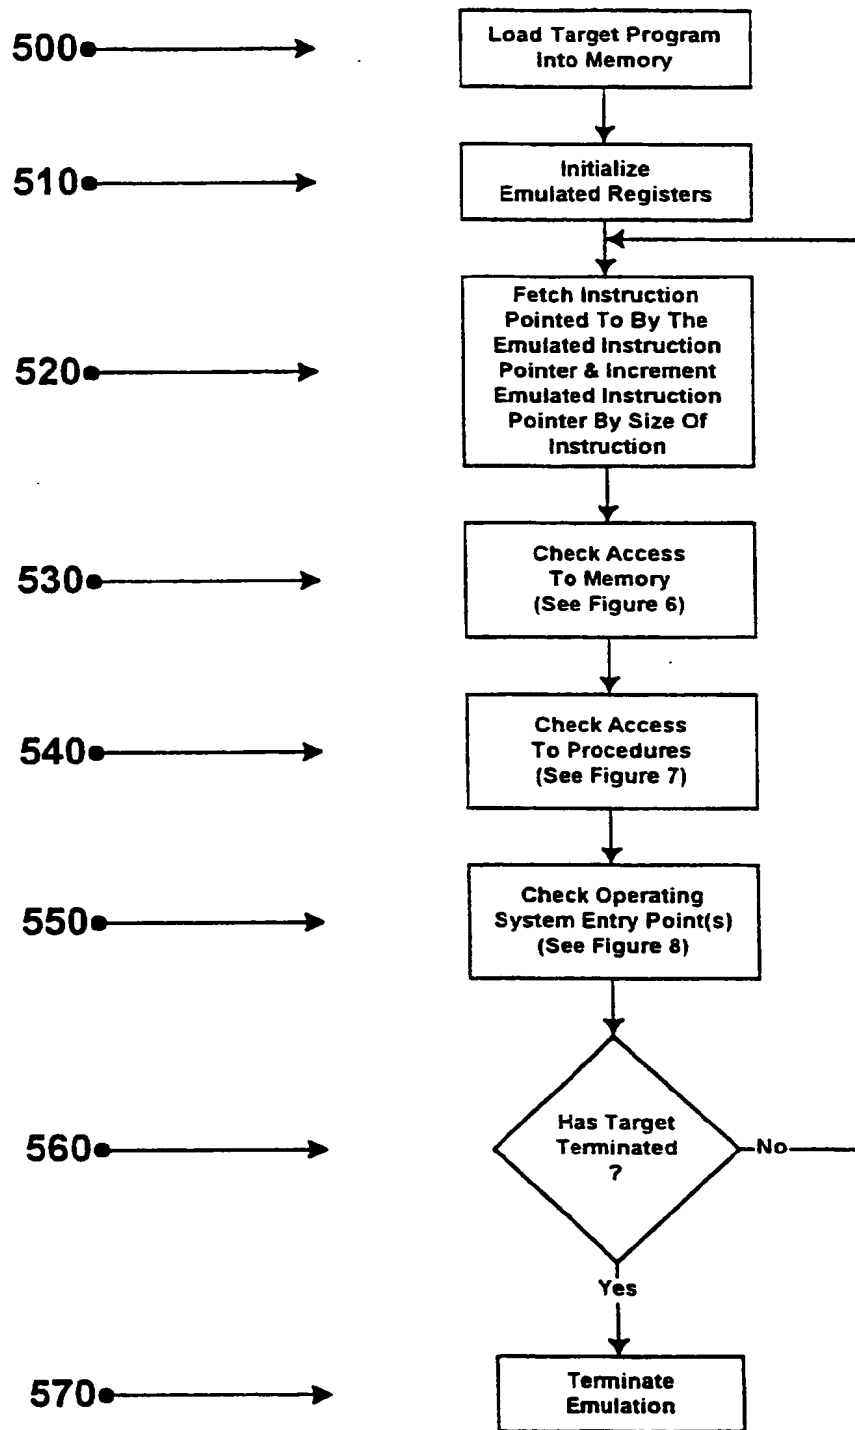 500
Load Target Program
Into Memory
510
Initialize
Emulated Registers
520
Fetch Instruction
Pointed To By The
Emulated Instruction
Pointer & Increment
Emulated Instruction
Pointer By Size Of
Instruction
530
Check Access
To Memory
(See Figure 6)
540
Check Access
To Procedures
(See Figure 7)
550
Check Operating
System Entry Point(s)
(See Figure 8)
560
Has Target
Terminated
?
No
Yes
570
Terminate
Emulation